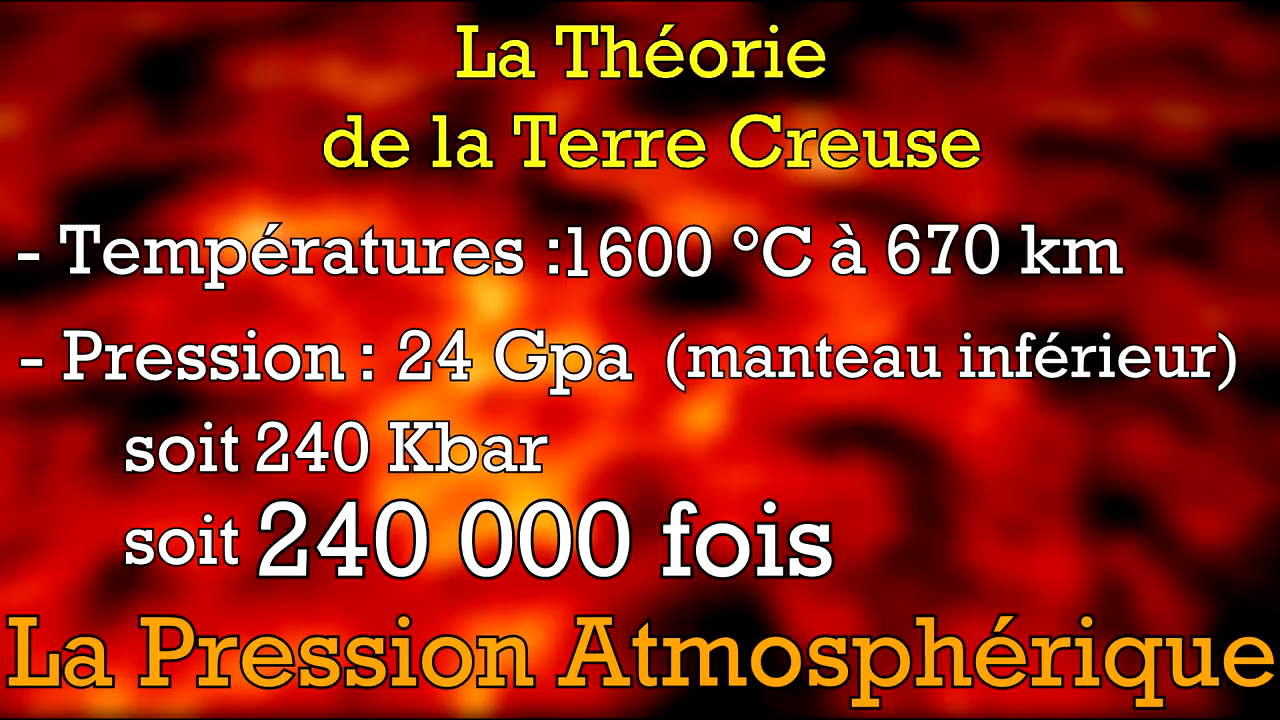 La Théorie
de la Terre Creuse
- Températures :1600 °C à 670 km
- Pression : 24 Gpa (manteau inférieur)
soit 240 Kbar
soit 240 000 fois
La Pression Atmosphérique